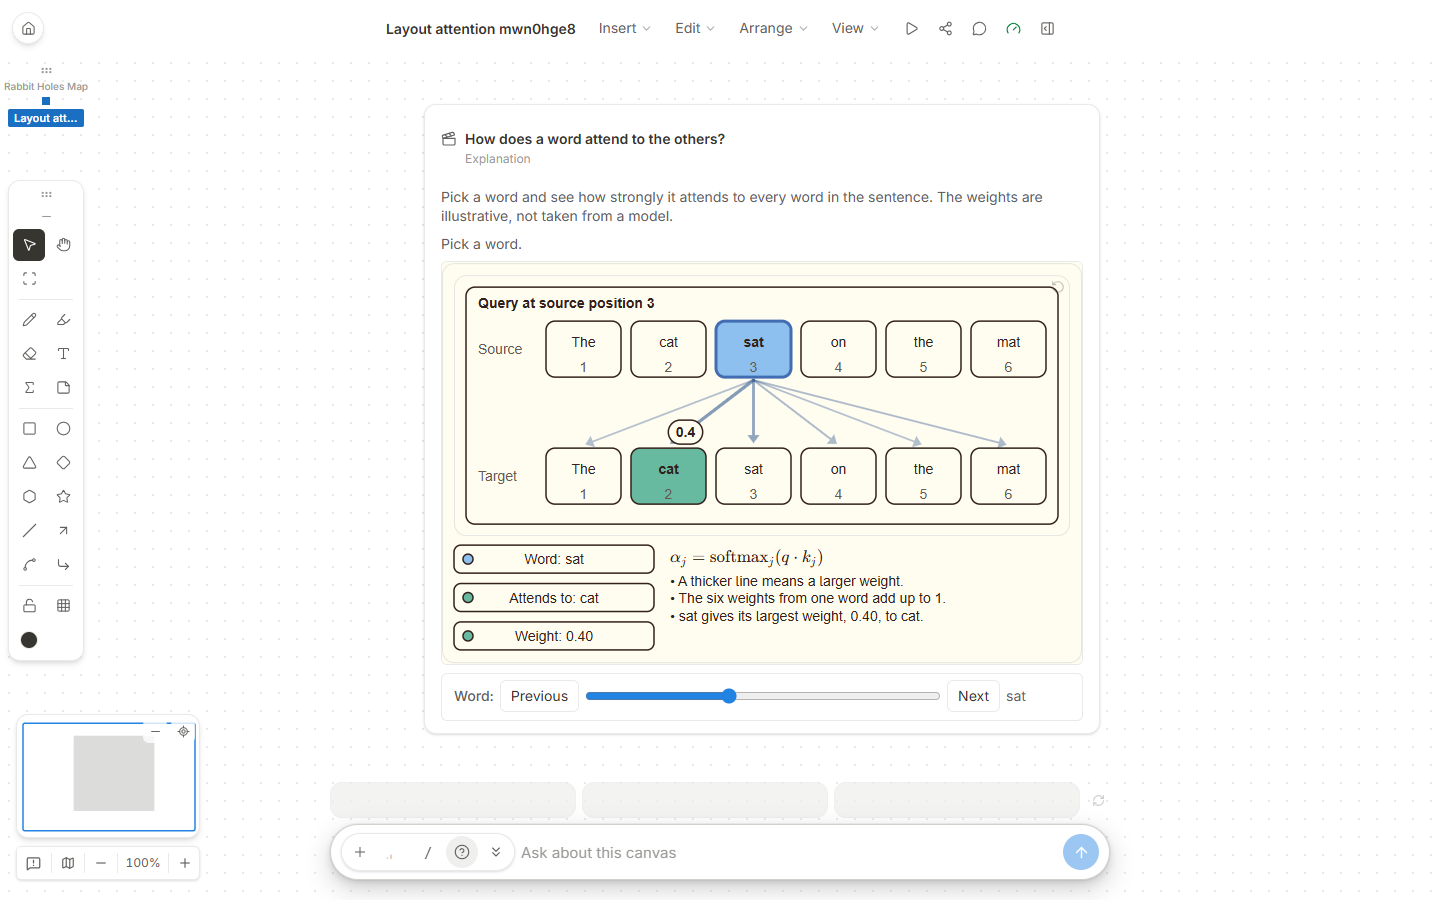 Layout attention mwn0hge8
Insert
Edit
Arrange
View
Rabbit Holes Map
Layout att...
How does a word attend to the others?
Explanation
Pick a word and see how strongly it attends to every word in the sentence. The weights are
illustrative, not taken from a model.
Pick a word.
Query at source position 3
Source
The 1
cat 2
sat 3
on 4
the 5
mat 6
0.4
Target
The 1
cat 2
sat 3
on 4
the 5
mat 6
Word: sat
Attends to: cat
Weight: 0.40
α_j = softmax_j(q · k_j)
• A thicker line means a larger weight.
• The six weights from one word add up to 1.
• sat gives its largest weight, 0.40, to cat.
Word:
Previous
Next
sat
100%
/
Ask about this canvas